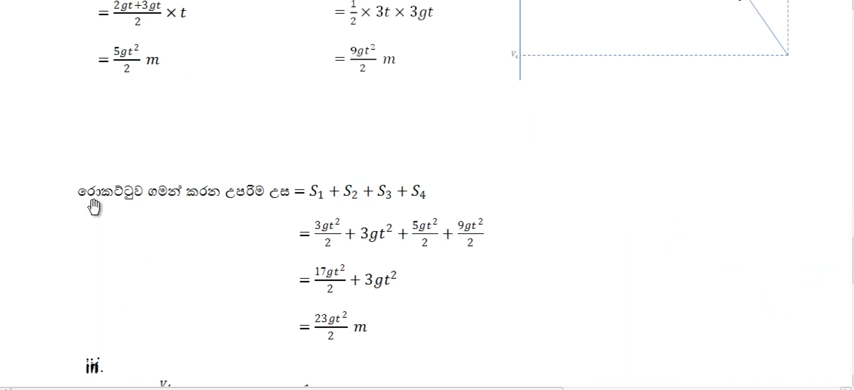 = (2gt+3gt)/2 × t
= 1/2 × 3t × 3gt
= 5gt²/2 m
= 9gt²/2 m
රොකට්ටුව ගමන් කරන උපරිම උස = S₁ + S₂ + S₃ + S₄
= 3gt²/2 + 3gt² + 5gt²/2 + 9gt²/2
= 17gt²/2 + 3gt²
= 23gt²/2 m
iii.